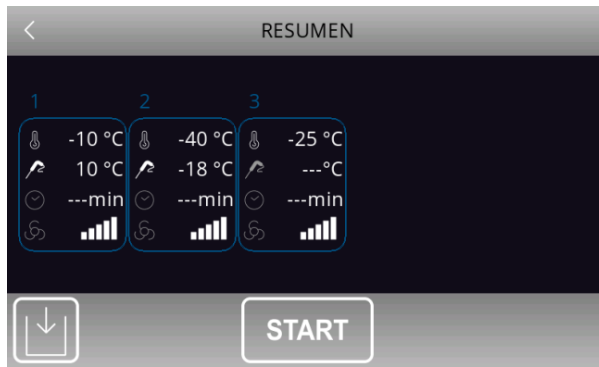 RESUMEN
1 2 3
-10 °C -40 °C -25 °C
10 °C -18 °C ---°C
---min ---min ---min
START